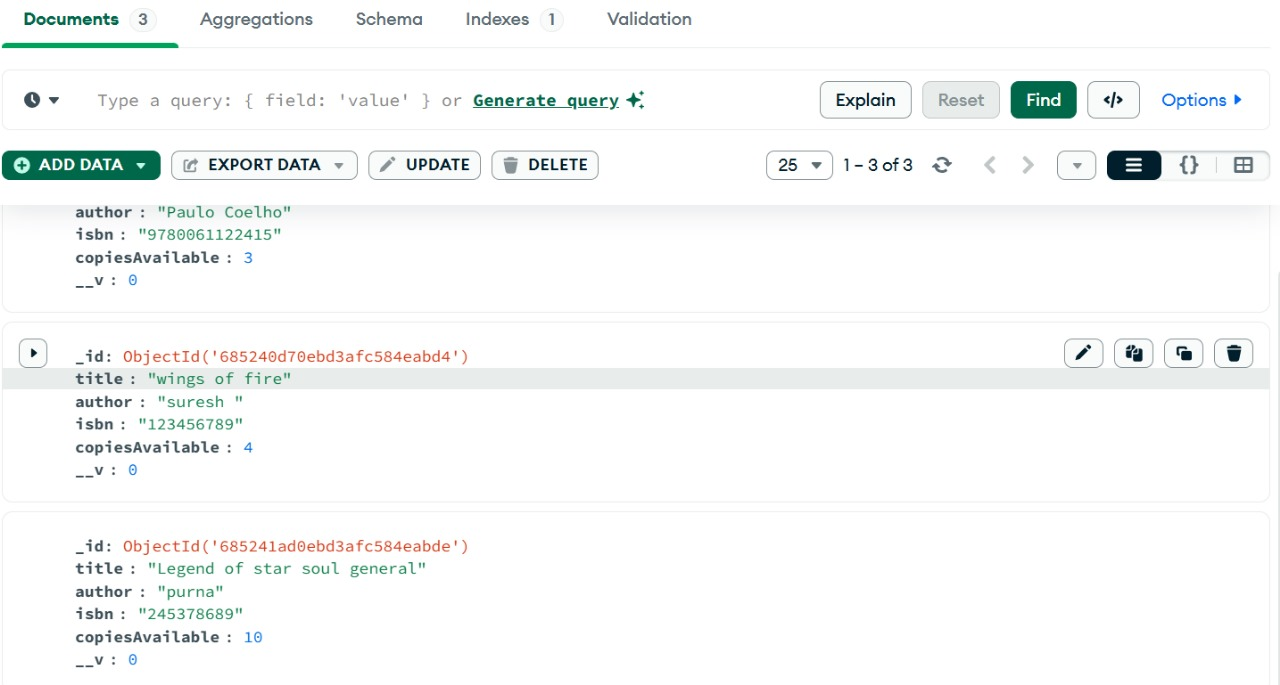 Documents 3 Aggregations Schema Indexes 1 Validation
Type a query: { field: 'value' } or Generate query Explain Reset Find </> Options
ADD DATA EXPORT DATA UPDATE DELETE 25 1 – 3 of 3 {}
author : "Paulo Coelho"
isbn : "9780061122415"
copiesAvailable : 3
__v : 0
_id: ObjectId('685240d70ebd3afc584eabd4')
title : "wings of fire"
author : "suresh "
isbn : "123456789"
copiesAvailable : 4
__v : 0
_id: ObjectId('685241ad0ebd3afc584eabde')
title : "Legend of star soul general"
author : "purna"
isbn : "245378689"
copiesAvailable : 10
__v : 0